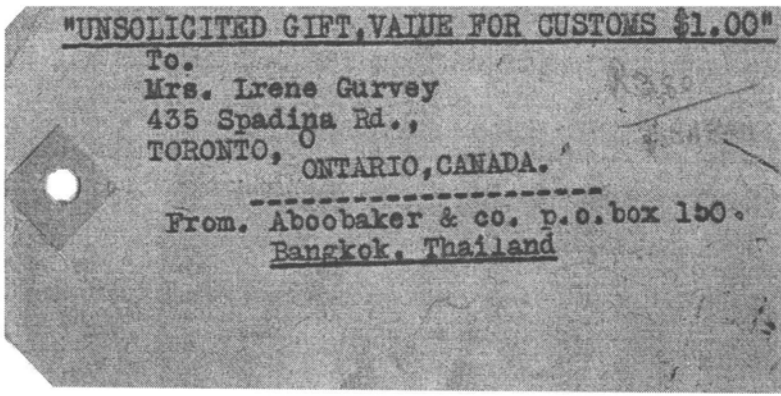 "UNSOLICITED GIFT,VALUE FOR CUSTOMS $1.00"
To.
Mrs. Irene Gurvey
435 Spadina Rd.,
TORONTO, O
ONTARIO,CANADA.
From. Aboobaker & co. p.o.box 150.
Bangkok. Thailand